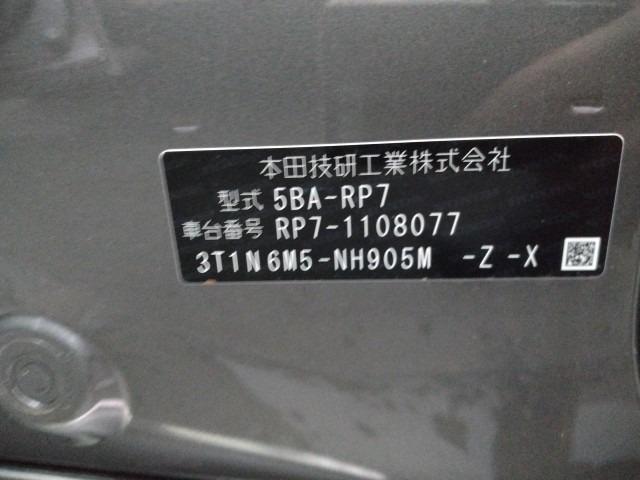 本田技研工業株式会社
型式 5BA-RP7
車台番号 RP7-1108077
3T1N6M5-NH905M -Z -X